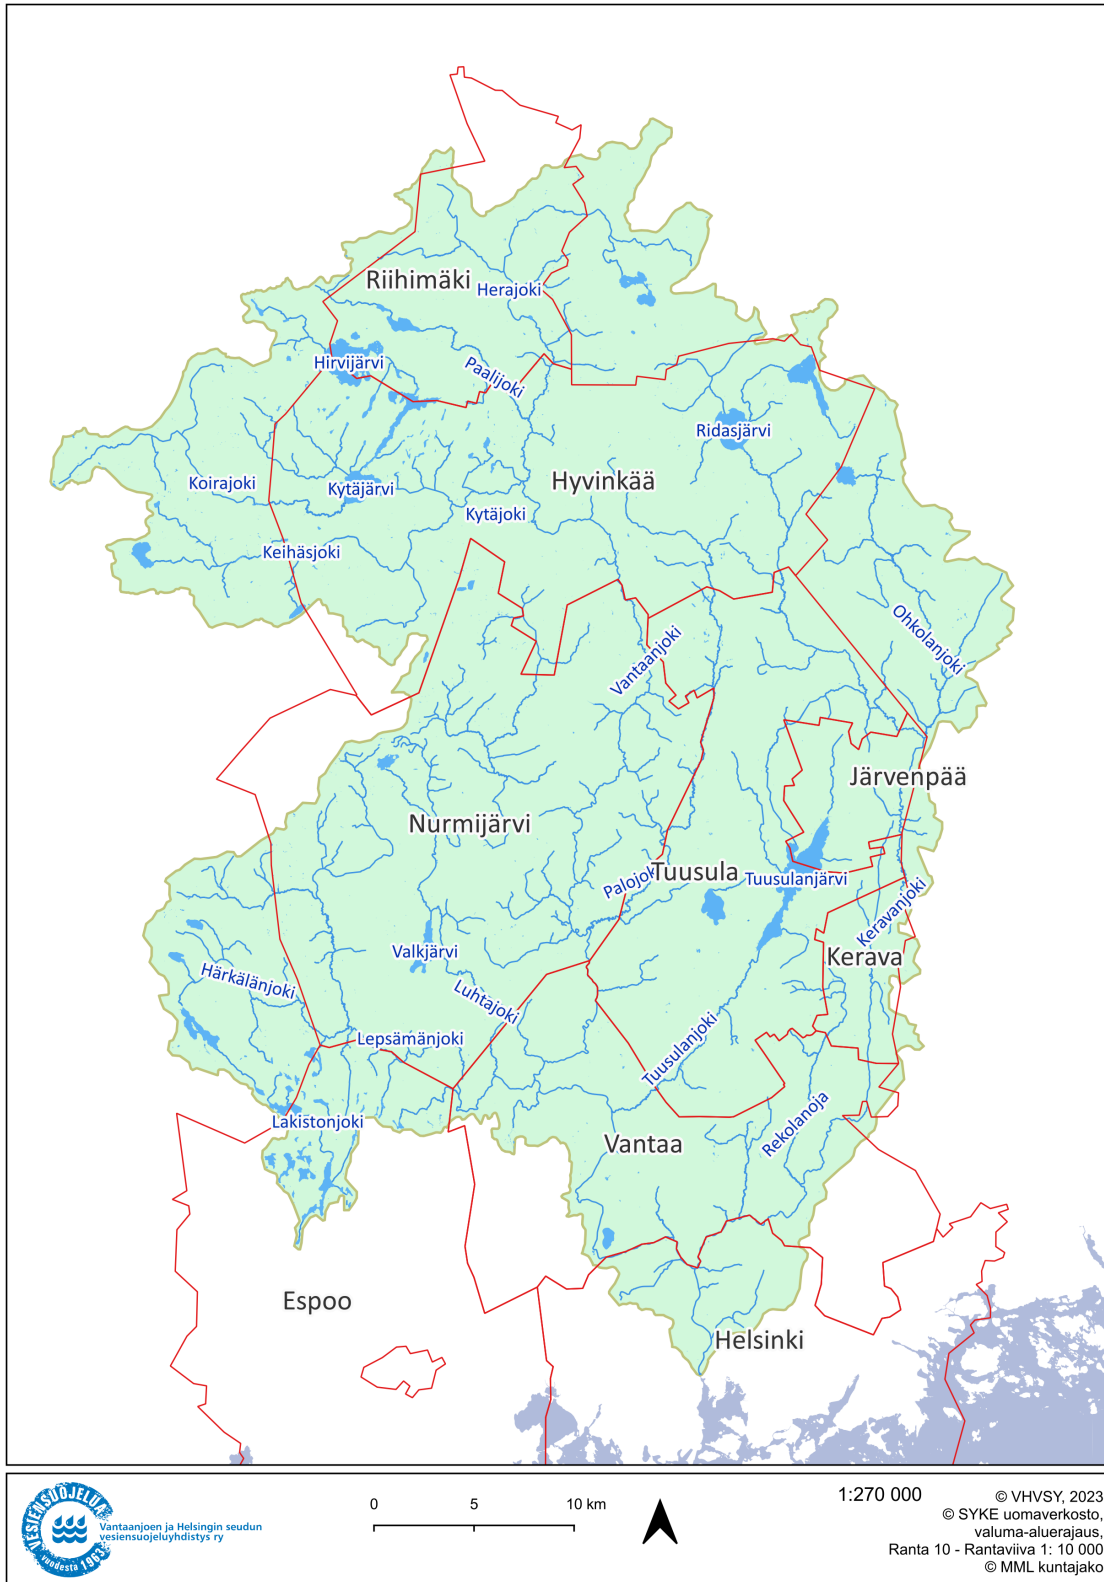 Riihimäki
Herajoki
Hirvijärvi
Paalijoki
Ridasjärvi
Koirajoki
Kytäjärvi
Hyvinkää
Kytäjoki
Keihäsjoki
Ohkolanjoki
Vantaanjoki
Järvenpää
Nurmijärvi
Palojoki
Tuusula
Tuusulanjärvi
Keravanjoki
Valkjärvi
Kerava
Härkälänjoki
Luhtajoki
Lepsämänjoki
Tuusulanjoki
Lakistonjoki
Rekolanoja
Vantaa
Espoo
Helsinki
VESIENSUOJELUA
vuodesta 1963
Vantaanjoen ja Helsingin seudun
vesiensuojeluyhdistys ry
0 5 10 km
1:270 000
© VHVSY, 2023
© SYKE uomaverkosto,
valuma-aluerajaus,
Ranta 10 - Rantaviiva 1: 10 000
© MML kuntajako